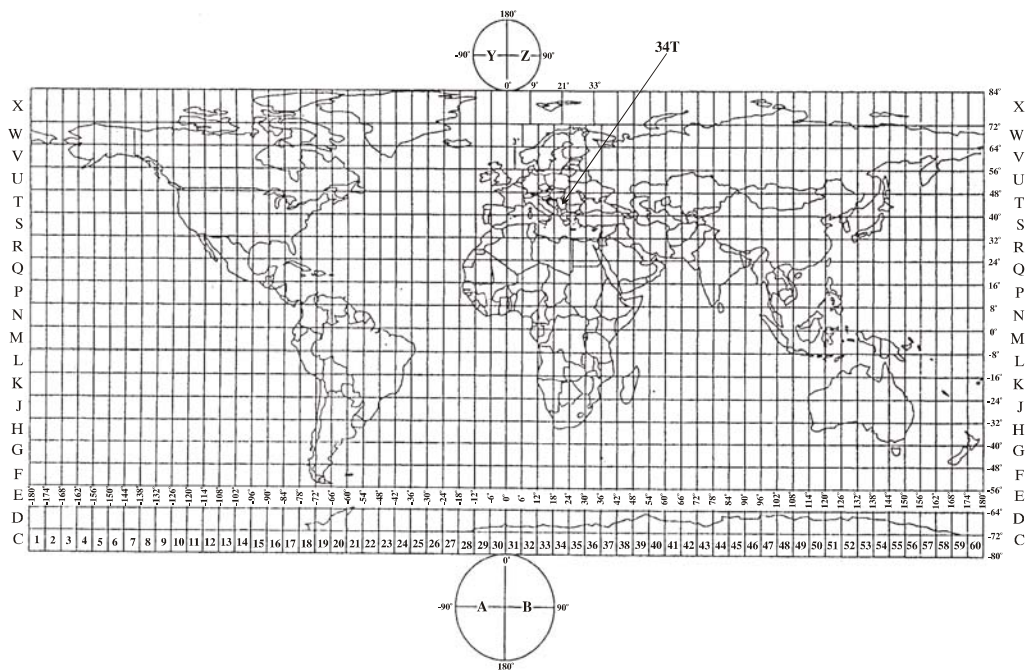 180°
34T
-90° Y Z 90°
0° 9° 21° 33°
84°
X X
72°
W W
64°
3°
V V
56°
U U
48°
T T
40°
S S
32°
R R
24°
Q Q
16°
P P
8°
N N
0°
M M
-8°
L L
-16°
K K
-24°
J J
-32°
H H
-40°
G G
-48°
F F
-56°
E E
-180° -174° -168° -162° -156° -150° -144° -138° -132° -126° -120° -114° -108° -102° -96° -90° -84° -78° -72° -66° -60° -54° -48° -42° -36° -30° -24° -18° -12° -6° 0° 6° 12° 18° 24° 30° 36° 42° 48° 54° 60° 66° 72° 78° 84° 90° 96° 102° 108° 114° 120° 126° 132° 138° 144° 150° 156° 162° 168° 174° 180°
-64°
D D
-72°
C 1 2 3 4 5 6 7 8 9 10 11 12 13 14 15 16 17 18 19 20 21 22 23 24 25 26 27 28 29 30 31 32 33 34 35 36 37 38 39 40 41 42 43 44 45 46 47 48 49 50 51 52 53 54 55 56 57 58 59 60 C
-80°
0°
-90° A B 90°
180°